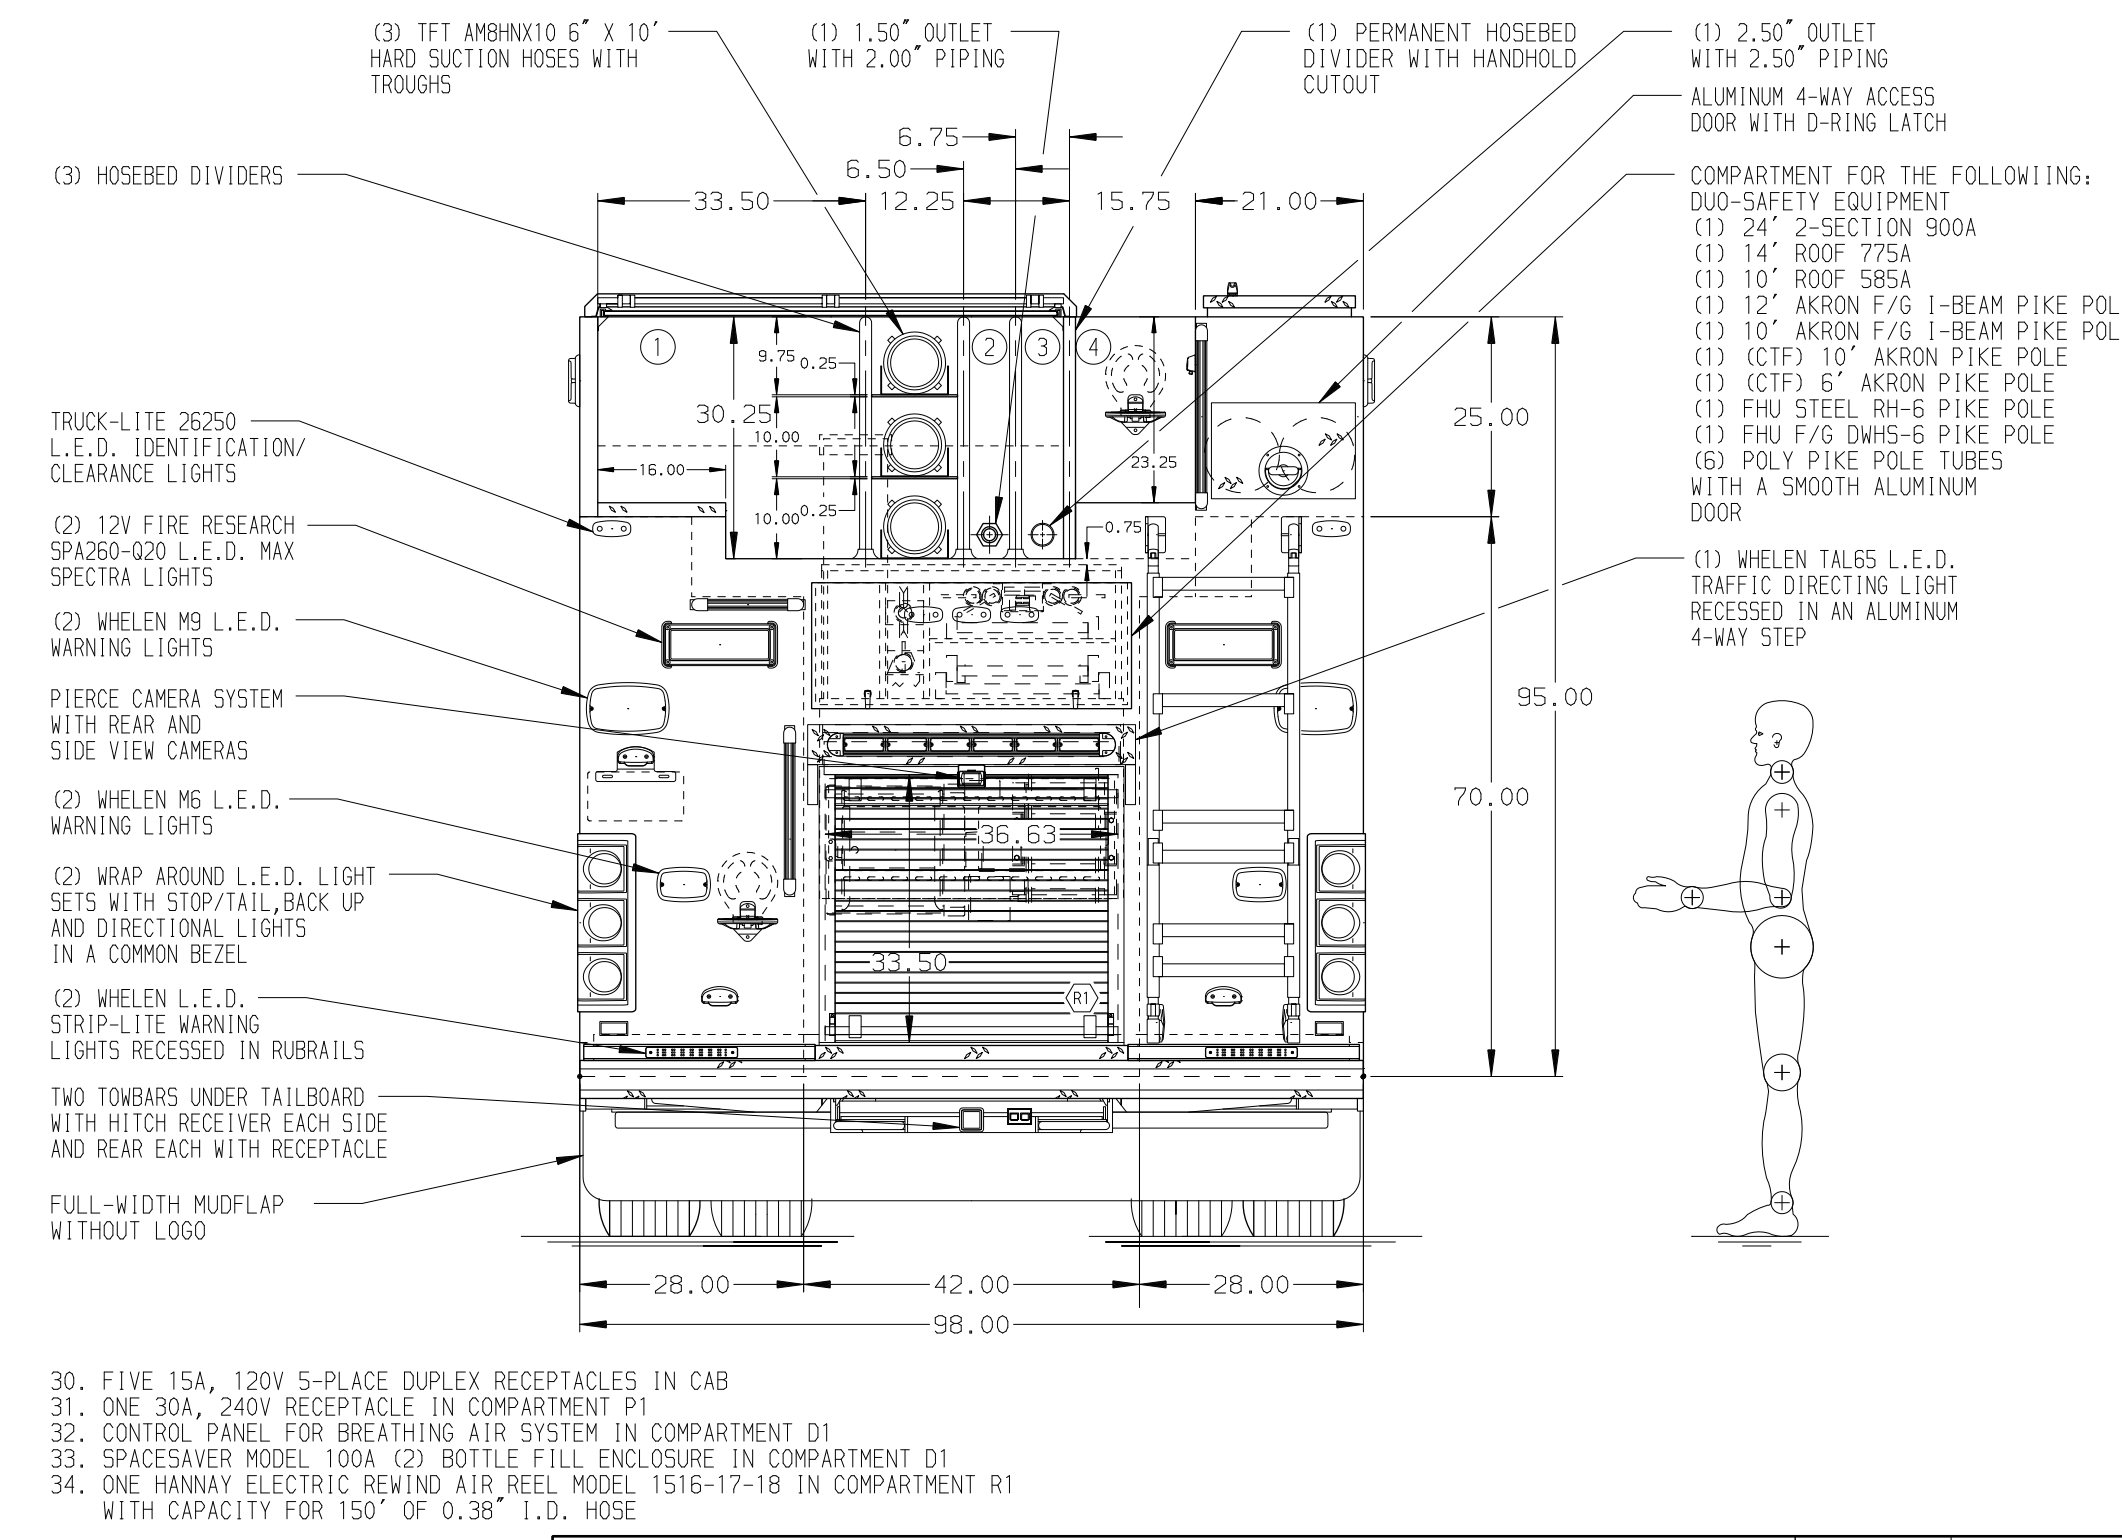 (3) TFT AM8HNX10 6" X 10'
HARD SUCTION HOSES WITH
TROUGHS
(1) 1.50" OUTLET
WITH 2.00" PIPING
(1) PERMANENT HOSEBED
DIVIDER WITH HANDHOLD
CUTOUT
(1) 2.50" OUTLET
WITH 2.50" PIPING
ALUMINUM 4-WAY ACCESS
DOOR WITH D-RING LATCH
COMPARTMENT FOR THE FOLLOWIING:
DUO-SAFETY EQUIPMENT
(1) 24' 2-SECTION 900A
(1) 14' ROOF 775A
(1) 10' ROOF 585A
(1) 12' AKRON F/G I-BEAM PIKE POL
(1) 10' AKRON F/G I-BEAM PIKE POL
(1) (CTF) 10' AKRON PIKE POLE
(1) (CTF) 6' AKRON PIKE POLE
(1) FHU STEEL RH-6 PIKE POLE
(1) FHU F/G DWHS-6 PIKE POLE
(6) POLY PIKE POLE TUBES
WITH A SMOOTH ALUMINUM
DOOR
(1) WHELEN TAL65 L.E.D.
TRAFFIC DIRECTING LIGHT
RECESSED IN AN ALUMINUM
4-WAY STEP
(3) HOSEBED DIVIDERS
TRUCK-LITE 26250
L.E.D. IDENTIFICATION/
CLEARANCE LIGHTS
(2) 12V FIRE RESEARCH
SPA260-Q20 L.E.D. MAX
SPECTRA LIGHTS
(2) WHELEN M9 L.E.D.
WARNING LIGHTS
PIERCE CAMERA SYSTEM
WITH REAR AND
SIDE VIEW CAMERAS
(2) WHELEN M6 L.E.D.
WARNING LIGHTS
(2) WRAP AROUND L.E.D. LIGHT
SETS WITH STOP/TAIL,BACK UP
AND DIRECTIONAL LIGHTS
IN A COMMON BEZEL
(2) WHELEN L.E.D.
STRIP-LITE WARNING
LIGHTS RECESSED IN RUBRAILS
TWO TOWBARS UNDER TAILBOARD
WITH HITCH RECEIVER EACH SIDE
AND REAR EACH WITH RECEPTACLE
FULL-WIDTH MUDFLAP
WITHOUT LOGO
6.75
6.50
33.50
12.25
15.75
21.00
1
2
3
4
9.75
0.25
30.25
10.00
16.00
0.25
10.00
23.25
0.75
25.00
95.00
70.00
36.63
33.50
R1
28.00
42.00
28.00
98.00
30. FIVE 15A, 120V 5-PLACE DUPLEX RECEPTACLES IN CAB
31. ONE 30A, 240V RECEPTACLE IN COMPARTMENT P1
32. CONTROL PANEL FOR BREATHING AIR SYSTEM IN COMPARTMENT D1
33. SPACESAVER MODEL 100A (2) BOTTLE FILL ENCLOSURE IN COMPARTMENT D1
34. ONE HANNAY ELECTRIC REWIND AIR REEL MODEL 1516-17-18 IN COMPARTMENT R1
WITH CAPACITY FOR 150' OF 0.38" I.D. HOSE